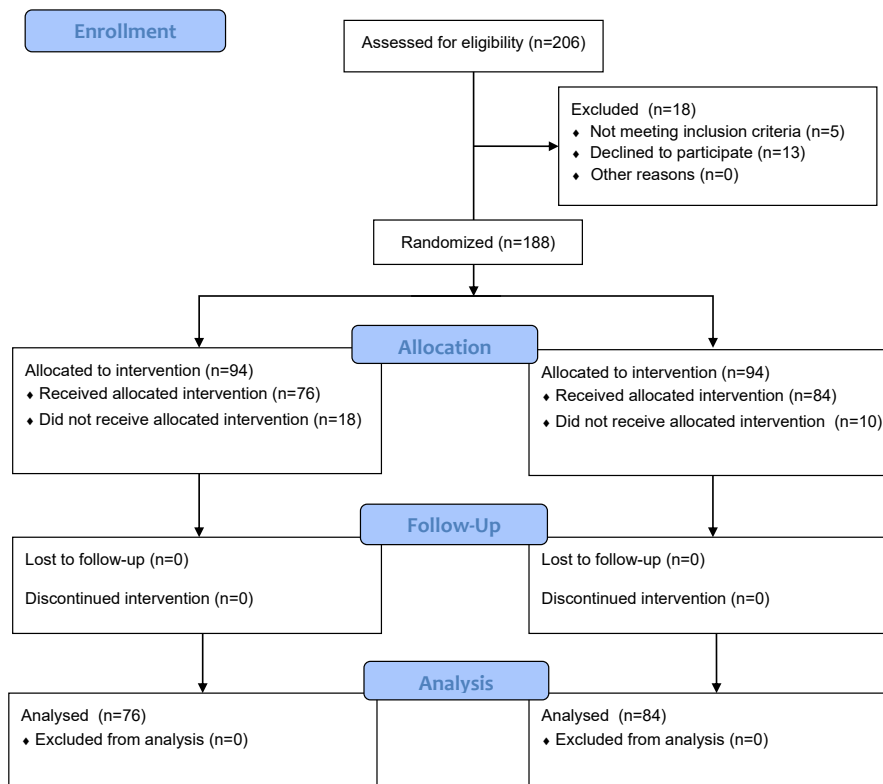 Enrollment
Assessed for eligibility (n=206)
Excluded (n=18)
♦ Not meeting inclusion criteria (n=5)
♦ Declined to participate (n=13)
♦ Other reasons (n=0)
Randomized (n=188)
Allocation
Allocated to intervention (n=94)
♦ Received allocated intervention (n=76)
♦ Did not receive allocated intervention (n=18)
Allocated to intervention (n=94)
♦ Received allocated intervention (n=84)
♦ Did not receive allocated intervention (n=10)
Follow-Up
Lost to follow-up (n=0)
Discontinued intervention (n=0)
Lost to follow-up (n=0)
Discontinued intervention (n=0)
Analysis
Analysed (n=76)
♦ Excluded from analysis (n=0)
Analysed (n=84)
♦ Excluded from analysis (n=0)